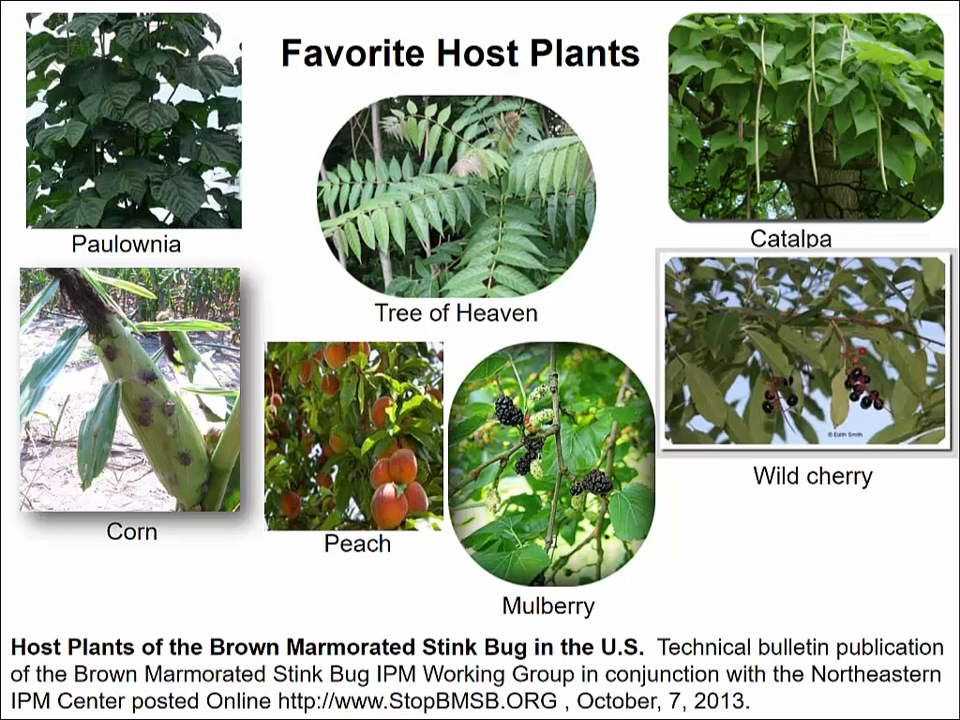 Favorite Host Plants
Paulownia
Tree of Heaven
Catalpa
© Edith Smith
Corn
Peach
Mulberry
Wild cherry
Host Plants of the Brown Marmorated Stink Bug in the U.S. Technical bulletin publication
of the Brown Marmorated Stink Bug IPM Working Group in conjunction with the Northeastern
IPM Center posted Online http://www.StopBMSB.ORG , October, 7, 2013.